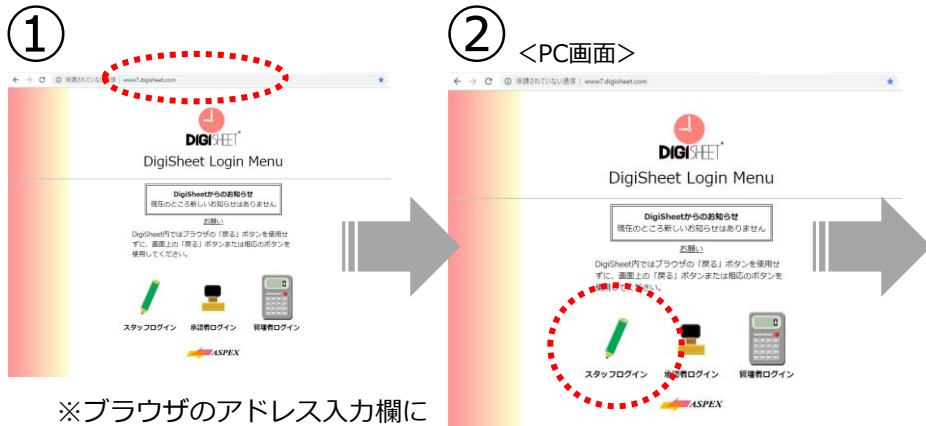 ①
保護されていない通信 | www7.digisheet.com
DIGISHEET
DigiSheet Login Menu
DigiSheetからのお知らせ
現在のところ新しいお知らせはありません
お願い
DigiSheet内ではブラウザの「戻る」ボタンを使用せ
ずに、画面上の「戻る」ボタンまたは相応のボタンを
使用してください。
スタッフログイン 承認者ログイン 管理者ログイン
ASPEX
※ブラウザのアドレス入力欄に
② <PC画面>
保護されていない通信 | www7.digisheet.com
DIGISHEET
DigiSheet Login Menu
DigiSheetからのお知らせ
現在のところ新しいお知らせはありません
お願い
DigiSheet内ではブラウザの「戻る」ボタンを使用せ
ずに、画面上の「戻る」ボタンまたは相応のボタンを
使用してください。
スタッフログイン 承認者ログイン 管理者ログイン
ASPEX